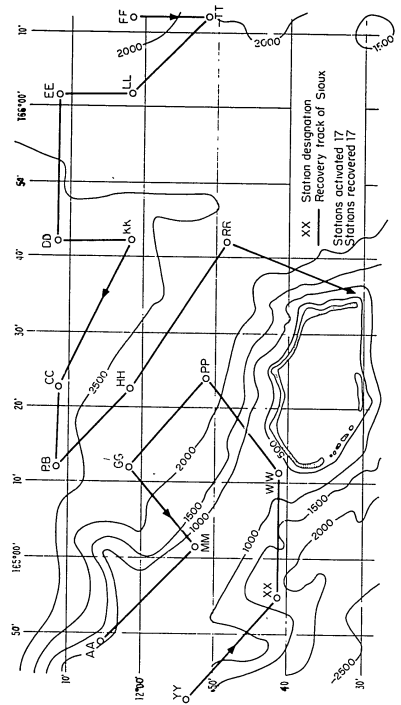 50'
165°00'
10'
20'
30'
40'
50'
166°00'
10'
10'
12°00'
50'
40
30'
AA
BB
CC
DD
EE
FF
YY
GG
HH
KK
LL
TT
MM
PP
RR
XX
WW
2500
2000
1500
1000
500
1000
1500
2000
2500
2000
2000
1500
XX Station designation
Recovery track of Sioux
Stations activated 17
Stations recovered 17